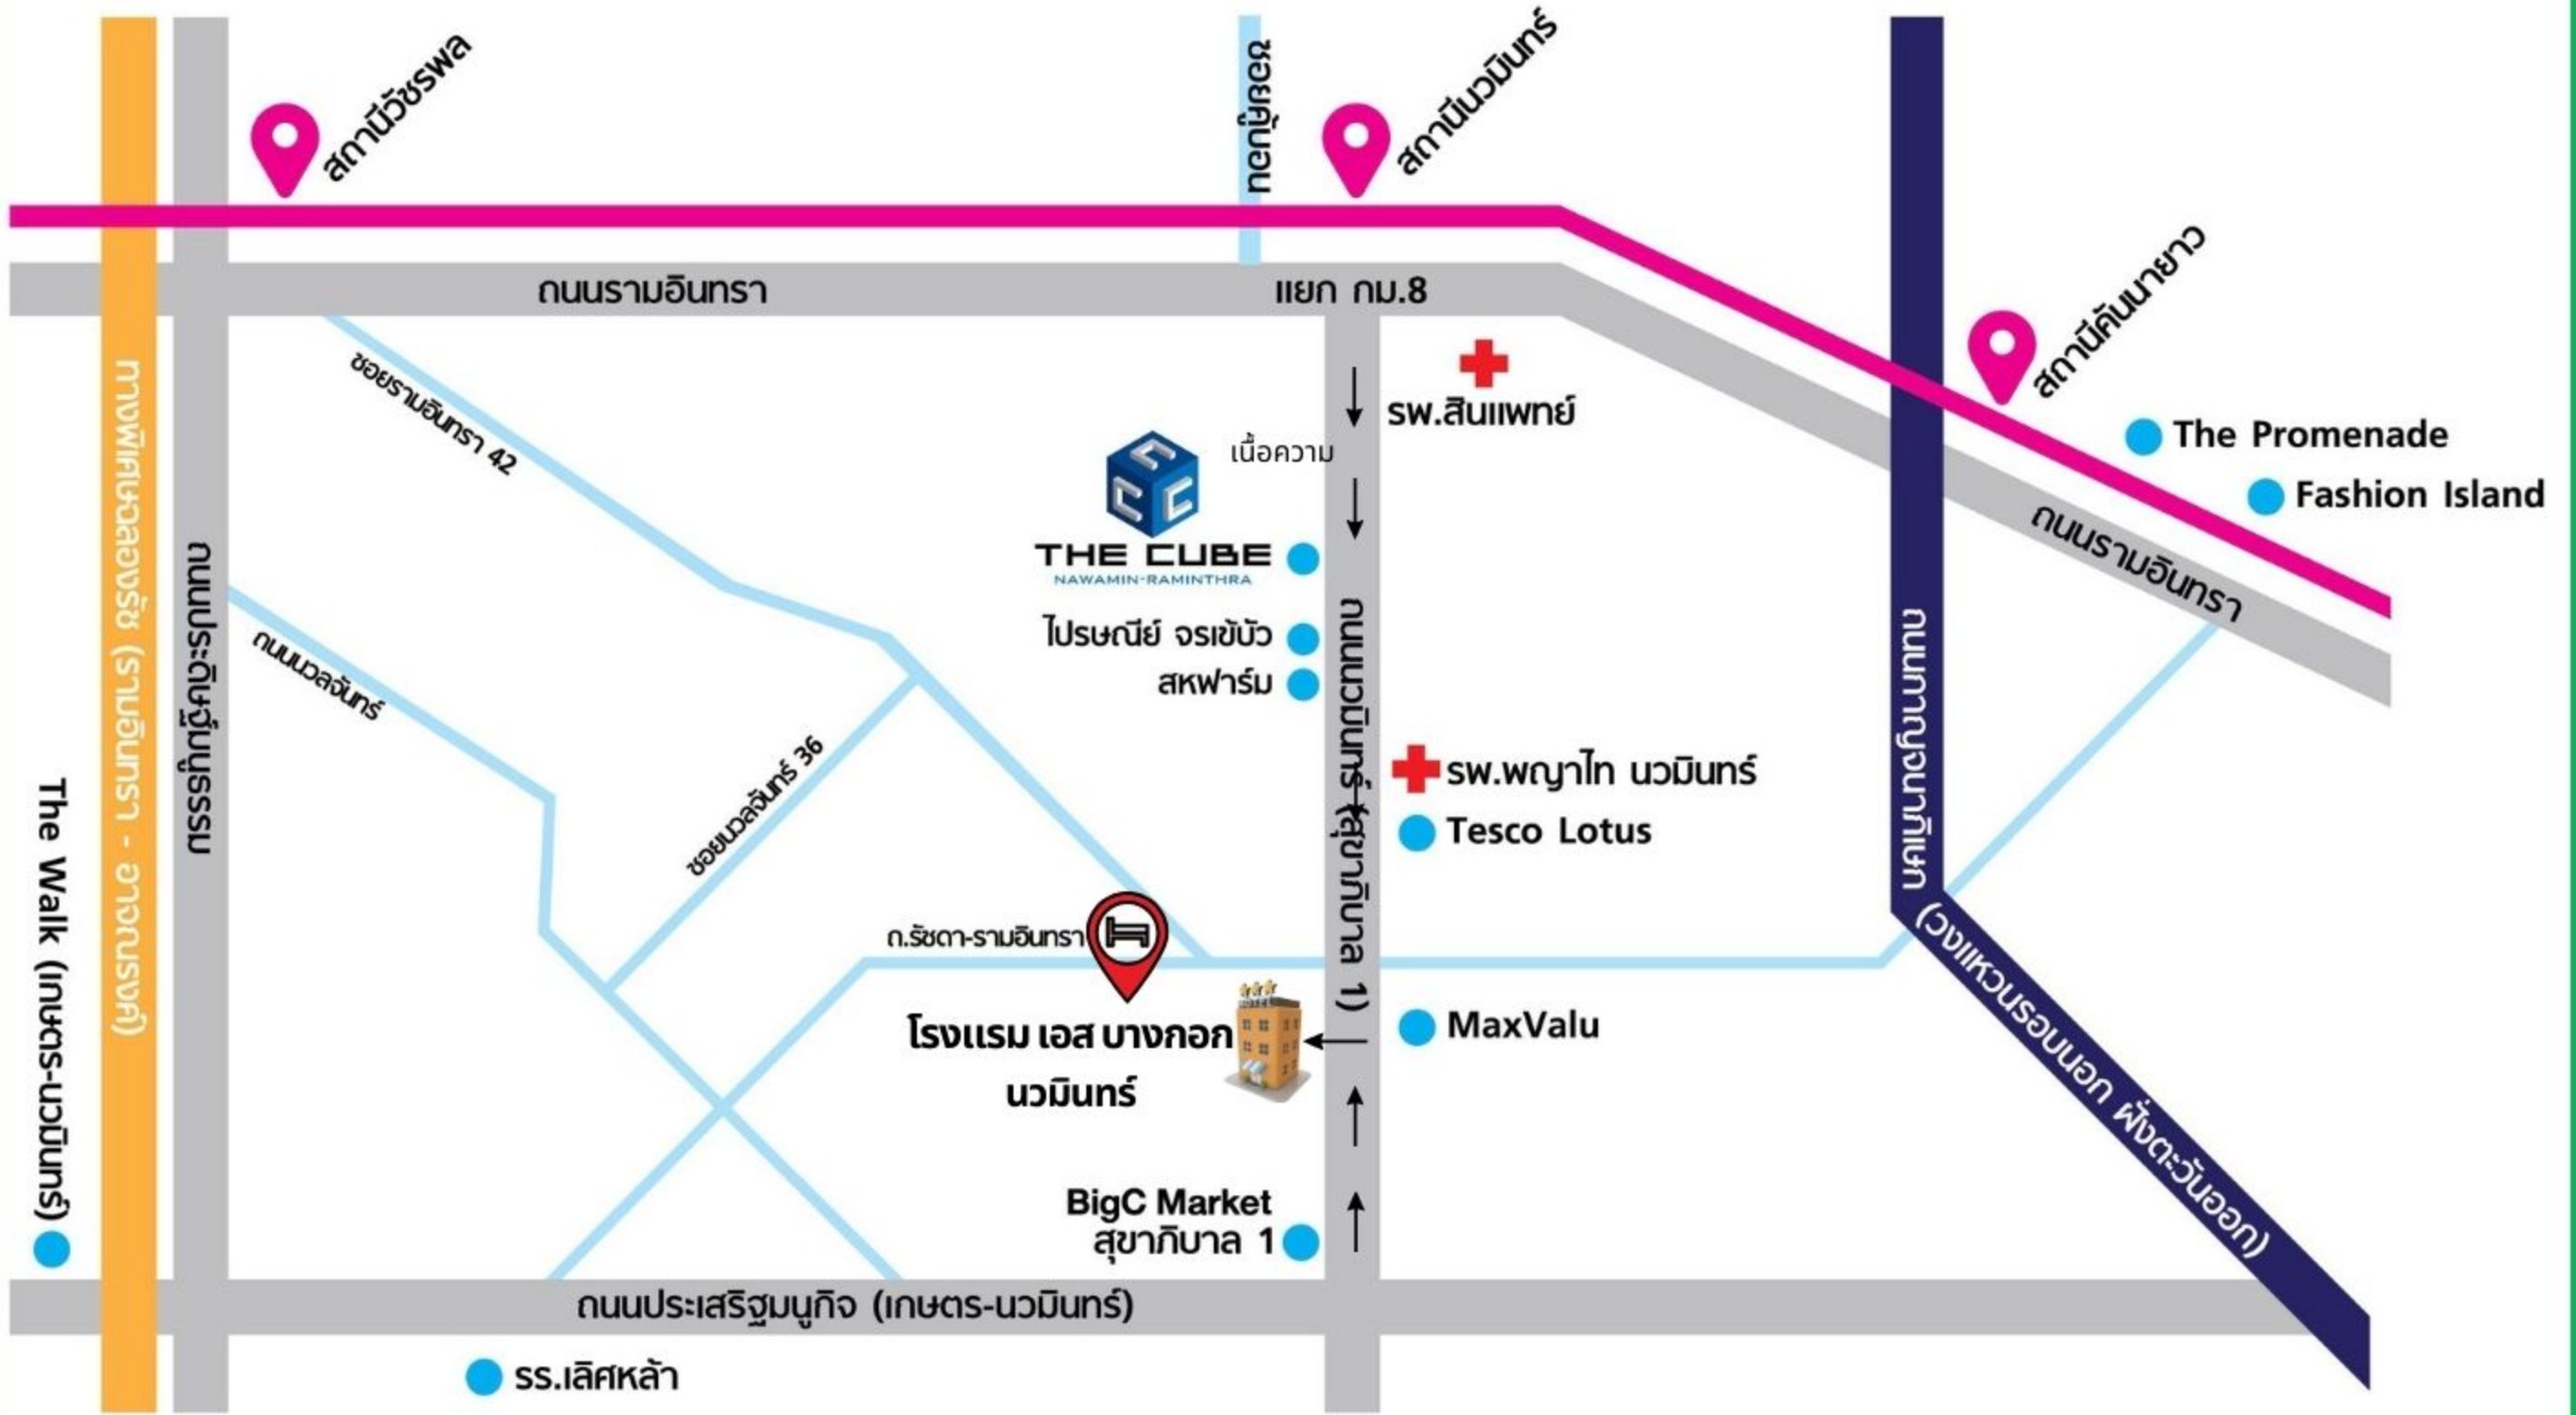 สถานีวัชรพล
ซอยคู้บอน
สถานีนวมินทร์
สถานีคันนายาว
ถนนรามอินทรา
แยก กม.8
รพ.สินแพทย์
ซอยรามอินทรา 42
เนื้อความ
The Promenade
Fashion Island
ถนนรามอินทรา
THE CUBE
NAWAMIN-RAMINTHRA
ไปรษณีย์ จรเข้บัว
สหฟาร์ม
ทางพิเศษฉลองรัช (รามอินทรา - อาจณรงค์)
ถนนประดิษฐ์มนูธรรม
ถนนนวลจันทร์
ซอยนวลจันทร์ 36
ถนนนวมินทร์ (สุขาภิบาล 1)
รพ.พญาไท นวมินทร์
Tesco Lotus
ถนนกาญจนาภิเษก
(วงแหวนรอบนอก ฝั่งตะวันออก)
The Walk (เกษตร-นวมินทร์)
ถ.รัชดา-รามอินทรา
HOTEL
โรงแรม เอส บางกอก
นวมินทร์
MaxValu
BigC Market
สุขาภิบาล 1
ถนนประเสริฐมนูกิจ (เกษตร-นวมินทร์)
รร.เลิศหล้า